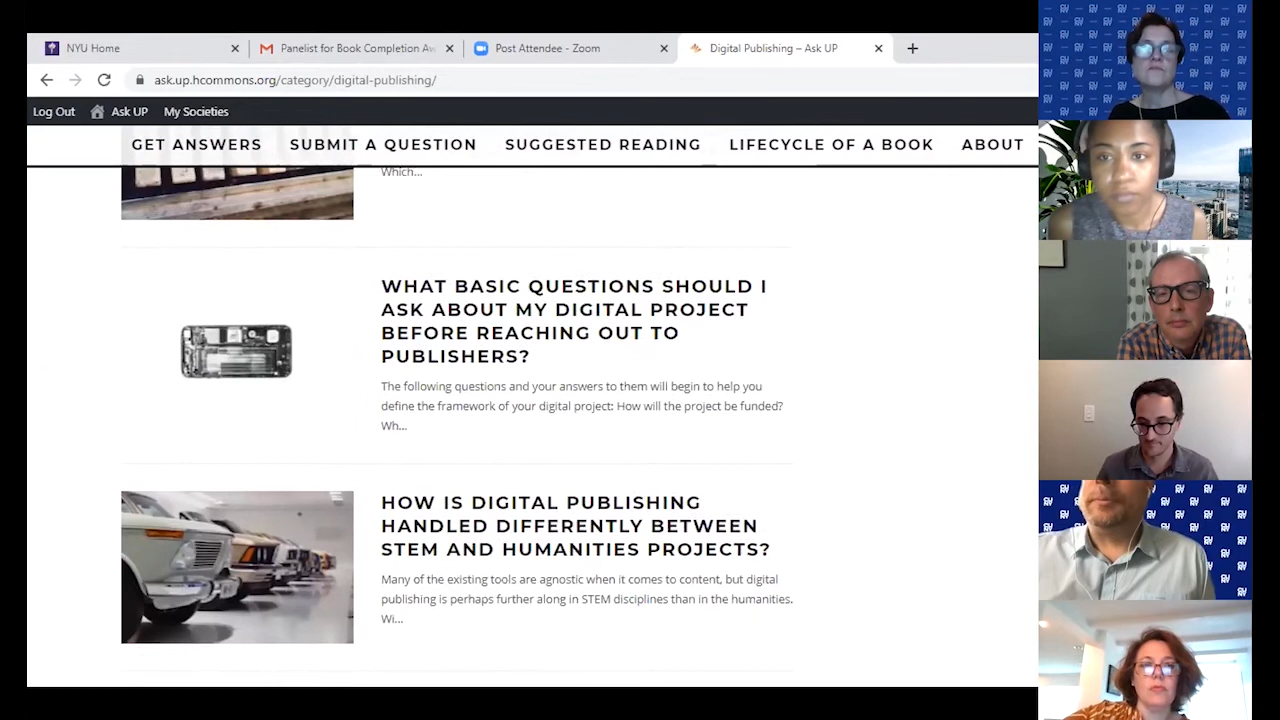 NYU Home
Panelist for Book Completion Aw
Post Attendee - Zoom
Digital Publishing – Ask UP
ask.up.hcommons.org/category/digital-publishing/
Log Out Ask UP My Societies
GET ANSWERS SUBMIT A QUESTION SUGGESTED READING LIFECYCLE OF A BOOK ABOUT
Which...
WHAT BASIC QUESTIONS SHOULD I
ASK ABOUT MY DIGITAL PROJECT
BEFORE REACHING OUT TO
PUBLISHERS?
The following questions and your answers to them will begin to help you
define the framework of your digital project: How will the project be funded?
Wh...
HOW IS DIGITAL PUBLISHING
HANDLED DIFFERENTLY BETWEEN
STEM AND HUMANITIES PROJECTS?
Many of the existing tools are agnostic when it comes to content, but digital
publishing is perhaps further along in STEM disciplines than in the humanities.
Wi...